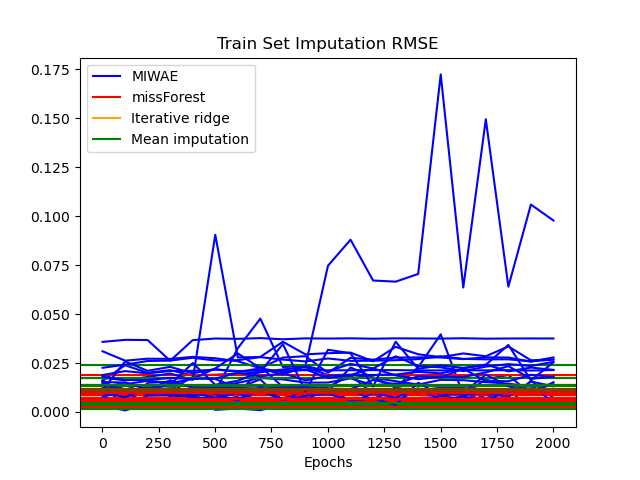 Train Set Imputation RMSE
MIWAE
missForest
Iterative ridge
Mean imputation
0.175
0.150
0.125
0.100
0.075
0.050
0.025
0.000
0 250 500 750 1000 1250 1500 1750 2000
Epochs